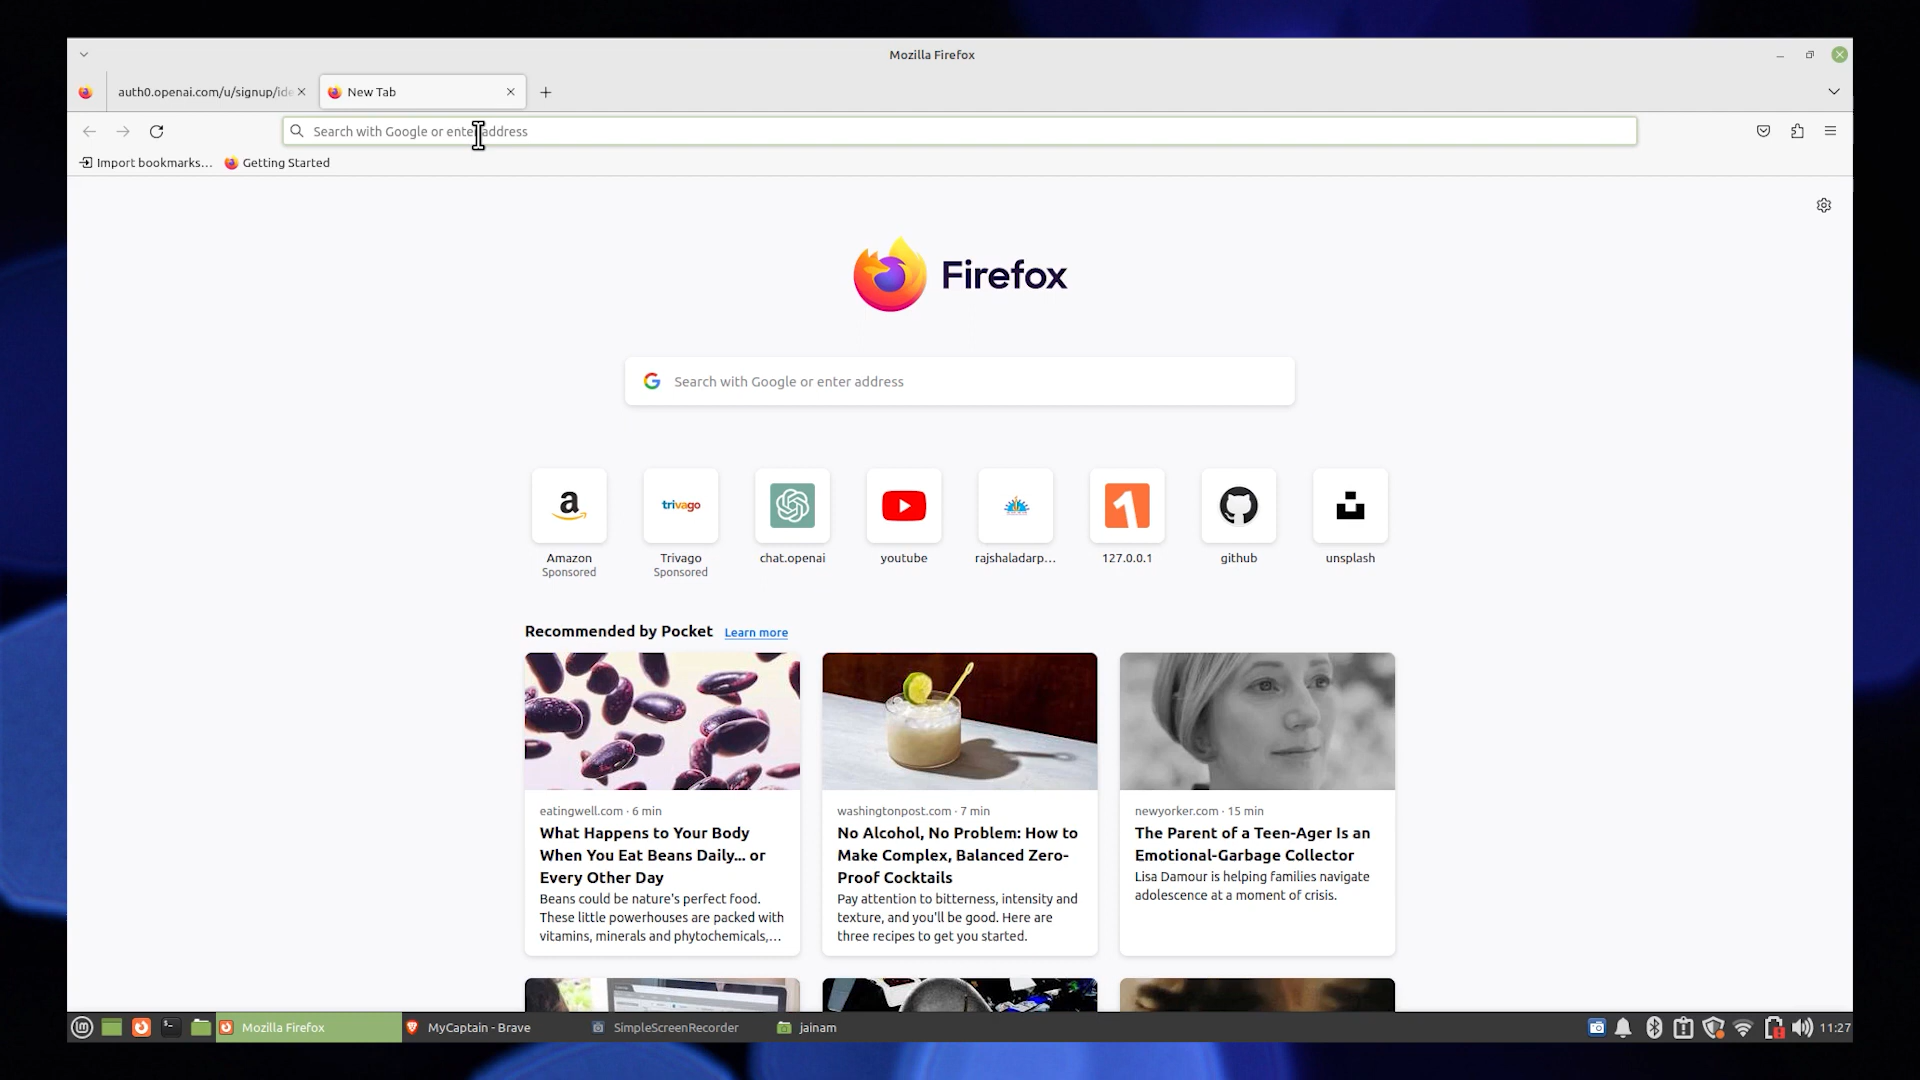 Mozilla Firefox
auth0.openai.com/u/signup/ide
New Tab
Search with Google or enter address
Import bookmarks...
Getting Started
Firefox
Search with Google or enter address
a
trivago
1
Amazon
Sponsored
Trivago
Sponsored
chat.openai
youtube
rajshaladarp...
127.0.0.1
github
unsplash
Recommended by Pocket
Learn more
eatingwell.com · 6 min
What Happens to Your Body
When You Eat Beans Daily... or
Every Other Day
Beans could be nature's perfect food.
These little powerhouses are packed with
vitamins, minerals and phytochemicals,...
washingtonpost.com · 7 min
No Alcohol, No Problem: How to
Make Complex, Balanced Zero-
Proof Cocktails
Pay attention to bitterness, intensity and
texture, and you'll be good. Here are
three recipes to get you started.
newyorker.com · 15 min
The Parent of a Teen-Ager Is an
Emotional-Garbage Collector
Lisa Damour is helping families navigate
adolescence at a moment of crisis.
Mozilla Firefox
MyCaptain - Brave
SimpleScreenRecorder
jainam
11:27